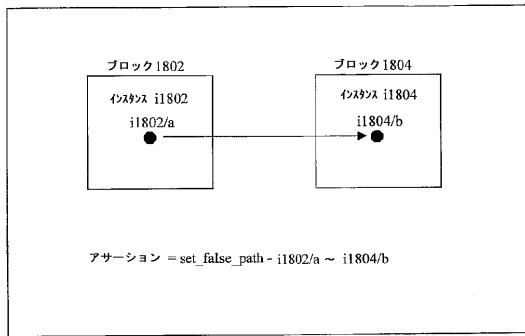 ブロック1802
ブロック1804
インスタンス i1802
インスタンス i1804
i1802/a
i1804/b
アサーション = set_false_path - i1802/a ~ i1804/b